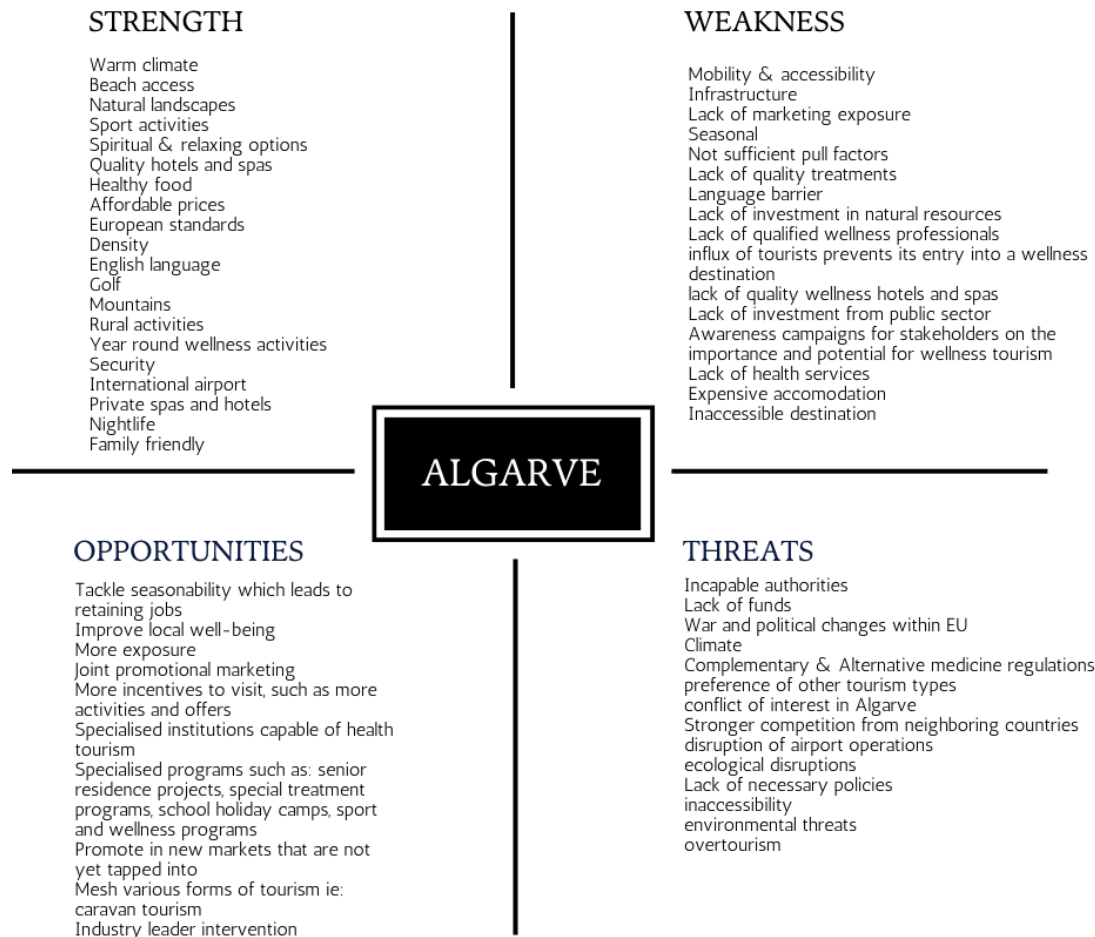 STRENGTH
Warm climate
Beach access
Natural landscapes
Sport activities
Spiritual & relaxing options
Quality hotels and spas
Healthy food
Affordable prices
European standards
Density
English language
Golf
Mountains
Rural activities
Year round wellness activities
Security
International airport
Private spas and hotels
Nightlife
Family friendly
WEAKNESS
Mobility & accessibility
Infrastructure
Lack of marketing exposure
Seasonal
Not sufficient pull factors
Lack of quality treatments
Language barrier
Lack of investment in natural resources
Lack of qualified wellness professionals
influx of tourists prevents its entry into a wellness
destination
lack of quality wellness hotels and spas
Lack of investment from public sector
Awareness campaigns for stakeholders on the
importance and potential for wellness tourism
Lack of health services
Expensive accomodation
Inaccessible destination
ALGARVE
OPPORTUNITIES
Tackle seasonability which leads to
retaining jobs
Improve local well-being
More exposure
Joint promotional marketing
More incentives to visit, such as more
activities and offers
Specialised institutions capable of health
tourism
Specialised programs such as: senior
residence projects, special treatment
programs, school holiday camps, sport
and wellness programs
Promote in new markets that are not
yet tapped into
Mesh various forms of tourism ie:
caravan tourism
Industry leader intervention
THREATS
Incapable authorities
Lack of funds
War and political changes within EU
Climate
Complementary & Alternative medicine regulations
preference of other tourism types
conflict of interest in Algarve
Stronger competition from neighboring countries
disruption of airport operations
ecological disruptions
Lack of necessary policies
inaccessibility
environmental threats
overtourism